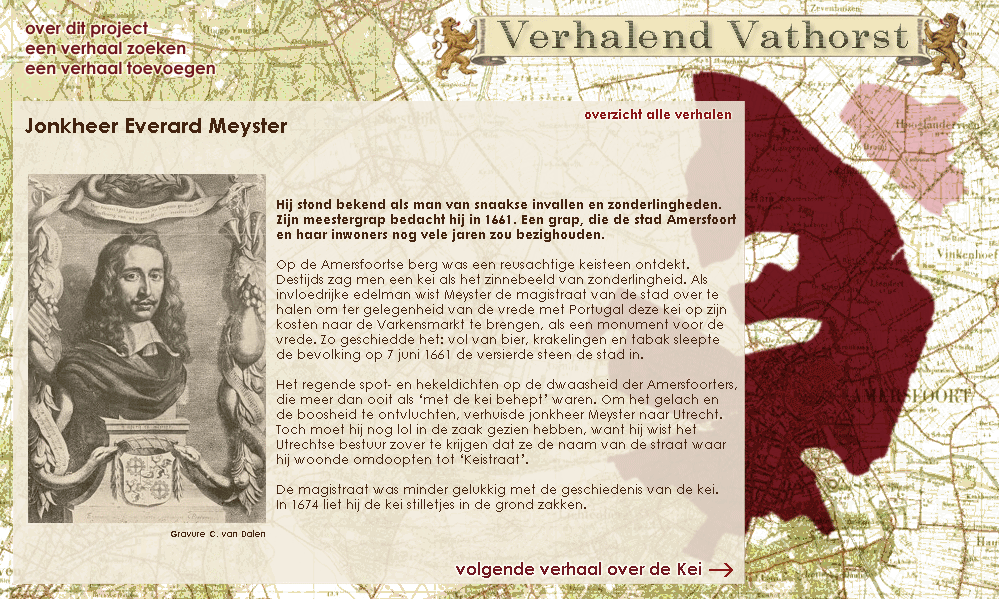 over dit project
een verhaal zoeken
een verhaal toevoegen
Verhalend Vathorst
overzicht alle verhalen
Jonkheer Everard Meyster
Hij stond bekend als man van snaakse invallen en zonderlingheden.
Zijn meestergrap bedacht hij in 1661. Een grap, die de stad Amersfoort
en haar inwoners nog vele jaren zou bezighouden.
Op de Amersfoortse berg was een reusachtige keisteen ontdekt.
Destijds zag men een kei als het zinnebeeld van zonderlingheid. Als
invloedrijke edelman wist Meyster de magistraat van de stad over te
halen om ter gelegenheid van de vrede met Portugal deze kei op zijn
kosten naar de Varkensmarkt te brengen, als een monument voor de
vrede. Zo geschiedde het: vol van bier, krakelingen en tabak sleepte
de bevolking op 7 juni 1661 de versierde steen de stad in.
Het regende spot- en hekeldichten op de dwaasheid der Amersfoorters,
die meer dan ooit als ‘met de kei behept’ waren. Om het gelach en
de boosheid te ontvluchten, verhuisde jonkheer Meyster naar Utrecht.
Toch moet hij nog lol in de zaak gezien hebben, want hij wist het
Utrechtse bestuur zover te krijgen dat ze de naam van de straat waar
hij woonde omdoopten tot ‘Keistraat’.
De magistraat was minder gelukkig met de geschiedenis van de kei.
In 1674 liet hij de kei stilletjes in de grond zakken.
Gravure C. van Dalen
volgende verhaal over de Kei →
AMERSFOORT